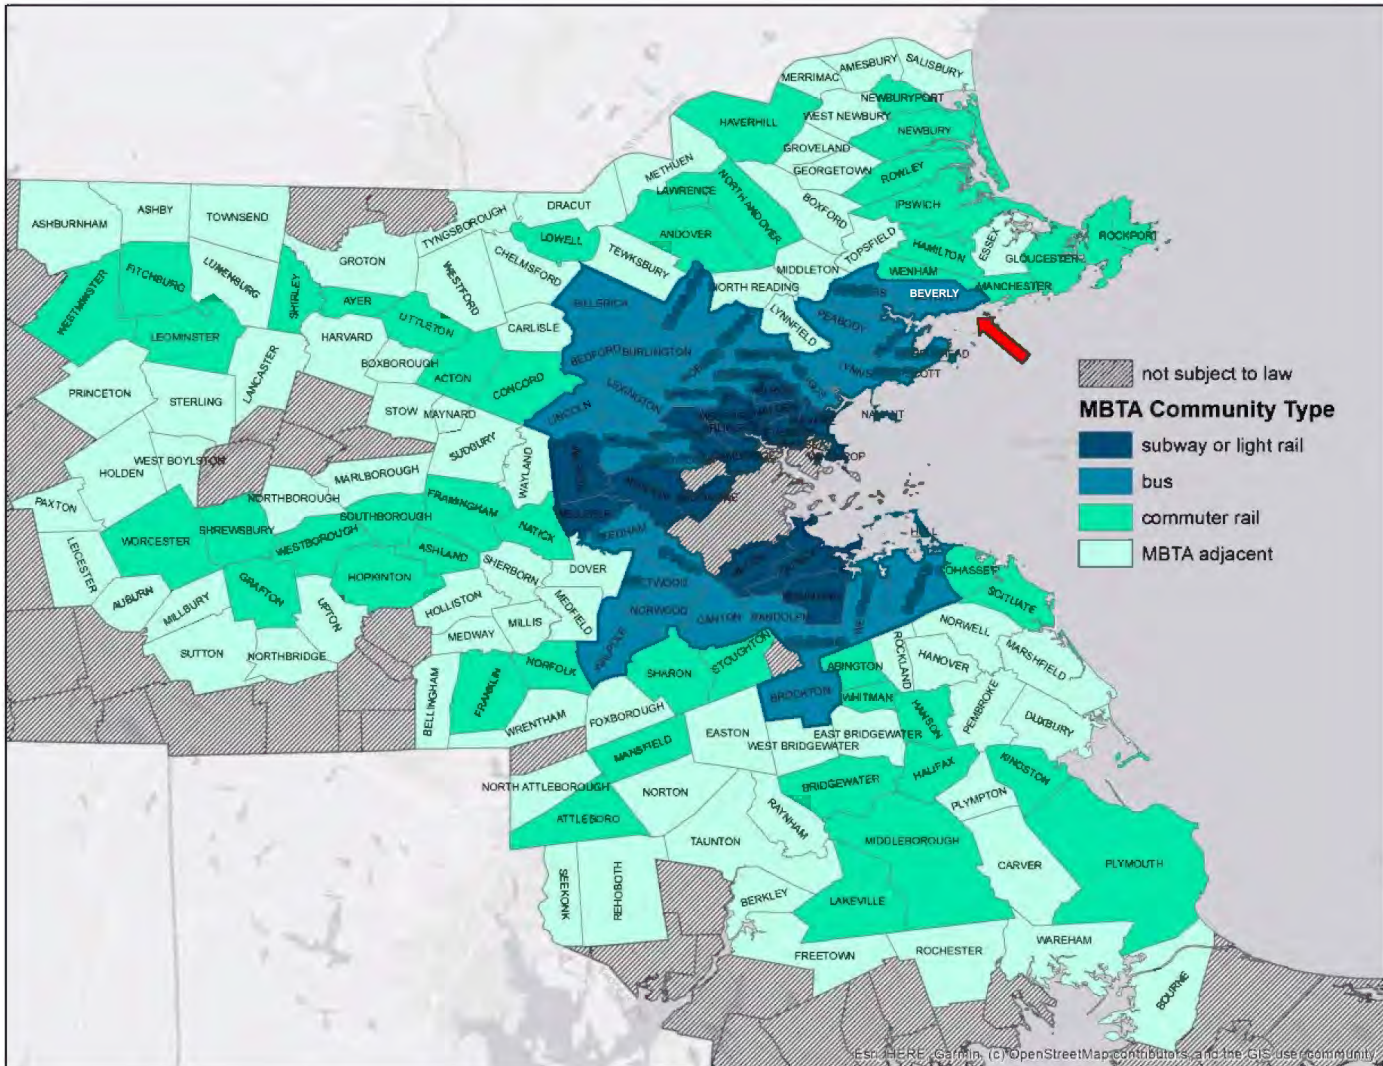 AMESBURY
SALISBURY
MERRIMAC
NEWBURYPORT
HAVERHILL
WEST NEWBURY
NEWBURY
GROVELAND
METHUEN
GEORGETOWN
ROWLEY
LAWRENCE
NORTH ANDOVER
BOXFORD
IPSWICH
ASHBURNHAM
ASHBY
TOWNSEND
TYNGSBOROUGH
DRACUT
LOWELL
ANDOVER
TOPSFIELD
HAMILTON
ESSEX
GLOUCESTER
ROCKPORT
GROTON
CHELMSFORD
TEWKSBURY
MIDDLETON
WENHAM
WESTMINSTER
FITCHBURG
LUNENBURG
SHIRLEY
AYER
WESTFORD
NORTH READING
BEVERLY
MANCHESTER
BILLERICA
LYNNFIELD
PEABODY
LEOMINSTER
HARVARD
LITTLETON
CARLISLE
LANCASTER
BOXBOROUGH
ACTON
CONCORD
BEDFORD
BURLINGTON
LEXINGTON
LINCOLN
PRINCETON
STERLING
STOW
MAYNARD
NAHANT
SUDBURY
WAYLAND
HOLDEN
WEST BOYLSTON
MARLBOROUGH
NORTHBOROUGH
PAXTON
FRAMINGHAM
SOUTHBOROUGH
NATICK
WORCESTER
SHREWSBURY
WESTBOROUGH
ASHLAND
LEICESTER
HOPKINTON
SHERBORN
DOVER
AUBURN
MILLBURY
GRAFTON
UPTON
HOLLISTON
MEDFIELD
MILLIS
MEDWAY
NORWOOD
CANTON
RANDOLPH
SUTTON
NORTHBRIDGE
BELLINGHAM
FRANKLIN
NORFOLK
WALPOLE
SHARON
STOUGHTON
ABINGTON
ROCKLAND
COHASSET
SCITUATE
NORWELL
HANOVER
MARSHFIELD
WRENTHAM
FOXBOROUGH
BROCKTON
WHITMAN
HANSON
PEMBROKE
DUXBURY
EASTON
WEST BRIDGEWATER
EAST BRIDGEWATER
MANSFIELD
BRIDGEWATER
HALIFAX
KINGSTON
NORTH ATTLEBOROUGH
NORTON
RAYNHAM
PLYMPTON
ATTLEBORO
TAUNTON
MIDDLEBOROUGH
CARVER
PLYMOUTH
SEEKONK
REHOBOTH
BERKLEY
LAKEVILLE
FREETOWN
ROCHESTER
WAREHAM
BOURNE
not subject to law
MBTA Community Type
subway or light rail
bus
commuter rail
MBTA adjacent
Esri, HERE, Garmin, (c) OpenStreetMap contributors, and the GIS user community